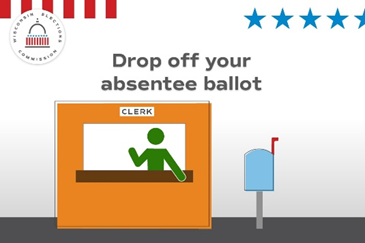 WISCONSIN ELECTIONS
COMMISSION
Drop off your
absentee ballot
CLERK